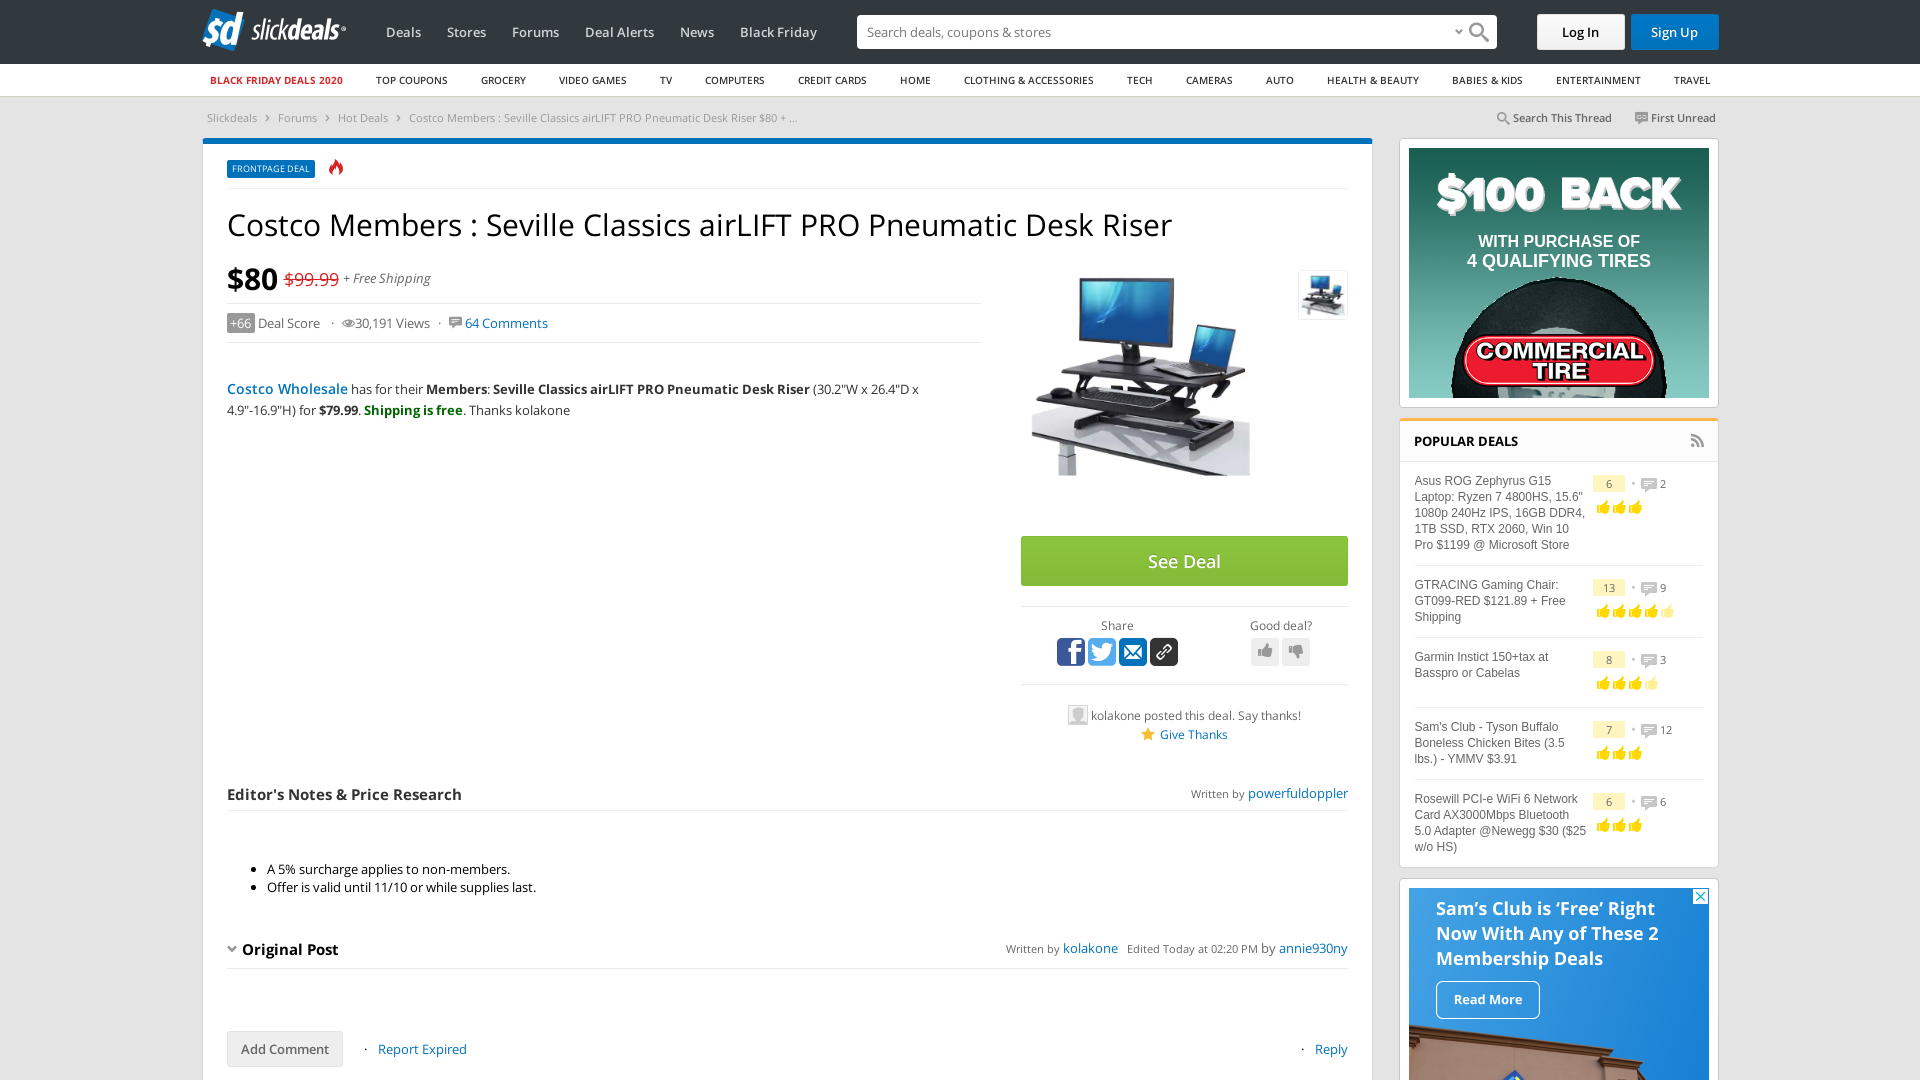 sd slickdeals
Deals
Stores
Forums
Deal Alerts
News
Black Friday
Search deals, coupons & stores
Log In
Sign Up
BLACK FRIDAY DEALS 2020
TOP COUPONS
GROCERY
VIDEO GAMES
TV
COMPUTERS
CREDIT CARDS
HOME
CLOTHING & ACCESSORIES
TECH
CAMERAS
AUTO
HEALTH & BEAUTY
BABIES & KIDS
ENTERTAINMENT
TRAVEL
Slickdeals › Forums › Hot Deals › Costco Members : Seville Classics airLIFT PRO Pneumatic Desk Riser $80 + ...
Search This Thread
First Unread
FRONTPAGE DEAL
Costco Members : Seville Classics airLIFT PRO Pneumatic Desk Riser
$80 $99.99 + Free Shipping
+66 Deal Score · 30,191 Views · 64 Comments
Costco Wholesale has for their Members: Seville Classics airLIFT PRO Pneumatic Desk Riser (30.2"W x 26.4"D x
4.9"-16.9"H) for $79.99. Shipping is free. Thanks kolakone
See Deal
Share
Good deal?
kolakone posted this deal. Say thanks!
Give Thanks
Editor's Notes & Price Research
Written by powerfuldoppler
• A 5% surcharge applies to non-members.
• Offer is valid until 11/10 or while supplies last.
Original Post
Written by kolakone Edited Today at 02:20 PM by annie930ny
Add Comment
· Report Expired
· Reply
$100 BACK
WITH PURCHASE OF
4 QUALIFYING TIRES
COMMERCIAL
TIRE
POPULAR DEALS
Asus ROG Zephyrus G15
Laptop: Ryzen 7 4800HS, 15.6"
1080p 240Hz IPS, 16GB DDR4,
1TB SSD, RTX 2060, Win 10
Pro $1199 @ Microsoft Store
6 • 2
GTRACING Gaming Chair:
GT099-RED $121.89 + Free
Shipping
13 • 9
Garmin Instict 150+tax at
Basspro or Cabelas
8 • 3
Sam's Club - Tyson Buffalo
Boneless Chicken Bites (3.5
lbs.) - YMMV $3.91
7 • 12
Rosewill PCI-e WiFi 6 Network
Card AX3000Mbps Bluetooth
5.0 Adapter @Newegg $30 ($25
w/o HS)
6 • 6
Sam's Club is ‘Free’ Right
Now With Any of These 2
Membership Deals
Read More